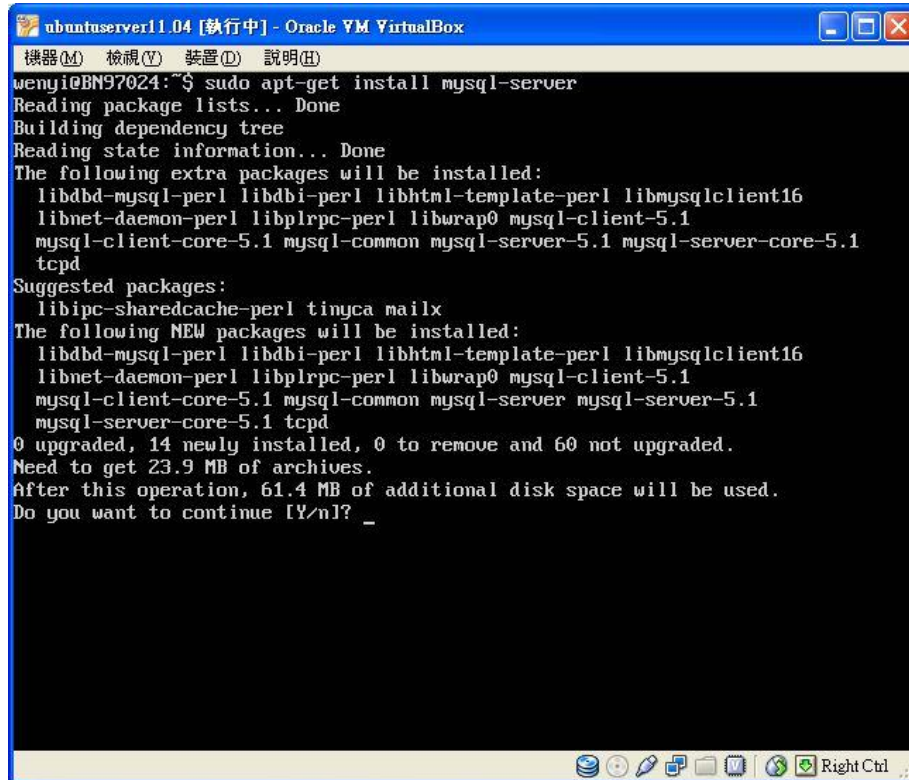 ubuntuserver11.04 [執行中] - Oracle VM VirtualBox
機器(M) 檢視(V) 裝置(D) 說明(H)
wenyi@BN97024:~$ sudo apt-get install mysql-server
Reading package lists... Done
Building dependency tree
Reading state information... Done
The following extra packages will be installed:
libdbd-mysql-perl libdbi-perl libhtml-template-perl libmysqlclient16
libnet-daemon-perl libplrpc-perl libwrap0 mysql-client-5.1
mysql-client-core-5.1 mysql-common mysql-server-5.1 mysql-server-core-5.1
tcpd
Suggested packages:
libipc-sharedcache-perl tinyca mailx
The following NEW packages will be installed:
libdbd-mysql-perl libdbi-perl libhtml-template-perl libmysqlclient16
libnet-daemon-perl libplrpc-perl libwrap0 mysql-client-5.1
mysql-client-core-5.1 mysql-common mysql-server mysql-server-5.1
mysql-server-core-5.1 tcpd
0 upgraded, 14 newly installed, 0 to remove and 60 not upgraded.
Need to get 23.9 MB of archives.
After this operation, 61.4 MB of additional disk space will be used.
Do you want to continue [Y/n]? _
Right Ctrl